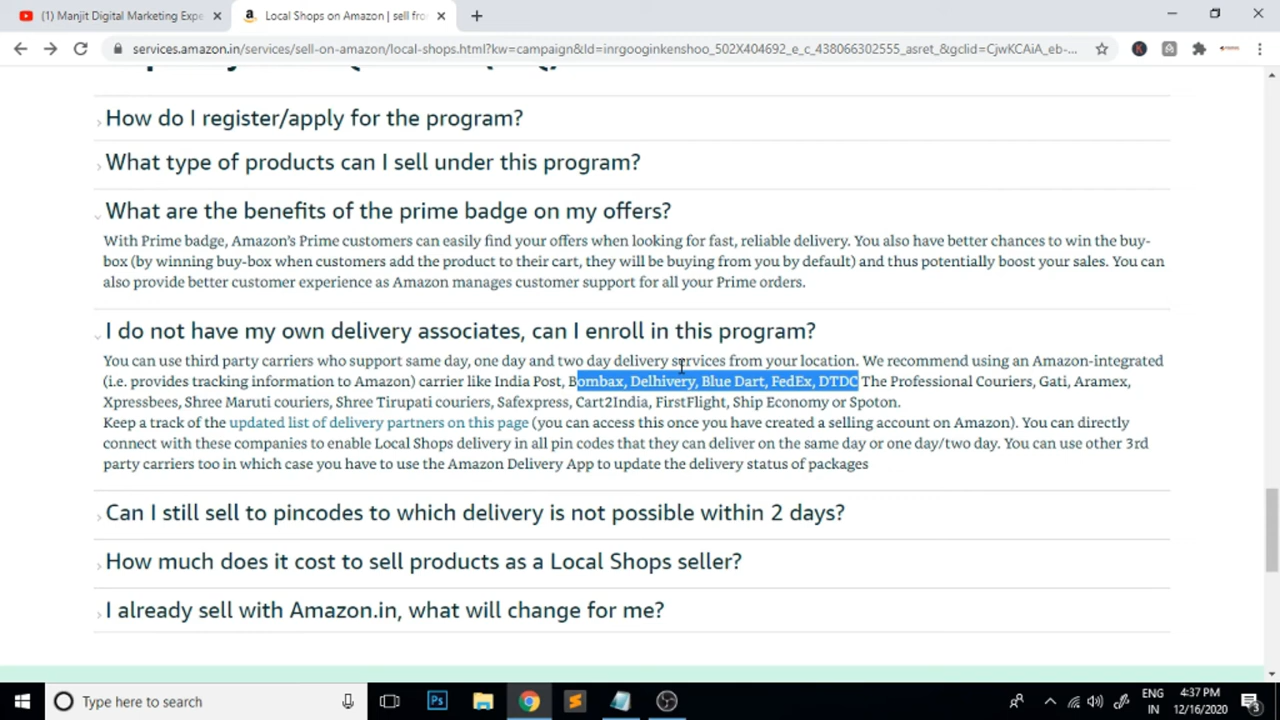 (1) Manjit Digital Marketing Expe
Local Shops on Amazon | sell fro
services.amazon.in/services/sell-on-amazon/local-shops.html?kw=campaign&ld=inrgooginkenshoo_502X404692_e_c_438066302555_asret_&gclid=CjwKCAiA_eb-...
How do I register/apply for the program?
What type of products can I sell under this program?
What are the benefits of the prime badge on my offers?
With Prime badge, Amazon's Prime customers can easily find your offers when looking for fast, reliable delivery. You also have better chances to win the buy-
box (by winning buy-box when customers add the product to their cart, they will be buying from you by default) and thus potentially boost your sales. You can
also provide better customer experience as Amazon manages customer support for all your Prime orders.
I do not have my own delivery associates, can I enroll in this program?
You can use third party carriers who support same day, one day and two day delivery services from your location. We recommend using an Amazon-integrated
(i.e. provides tracking information to Amazon) carrier like India Post, Bombax, Delhivery, Blue Dart, FedEx, DTDC The Professional Couriers, Gati, Aramex,
Xpressbees, Shree Maruti couriers, Shree Tirupati couriers, Safexpress, Cart2India, FirstFlight, Ship Economy or Spoton.
Keep a track of the updated list of delivery partners on this page (you can access this once you have created a selling account on Amazon). You can directly
connect with these companies to enable Local Shops delivery in all pin codes that they can deliver on the same day or one day/two day. You can use other 3rd
party carriers too in which case you have to use the Amazon Delivery App to update the delivery status of packages
Can I still sell to pincodes to which delivery is not possible within 2 days?
How much does it cost to sell products as a Local Shops seller?
I already sell with Amazon.in, what will change for me?
Type here to search
Ps
ENG
IN
4:37 PM
12/16/2020
3